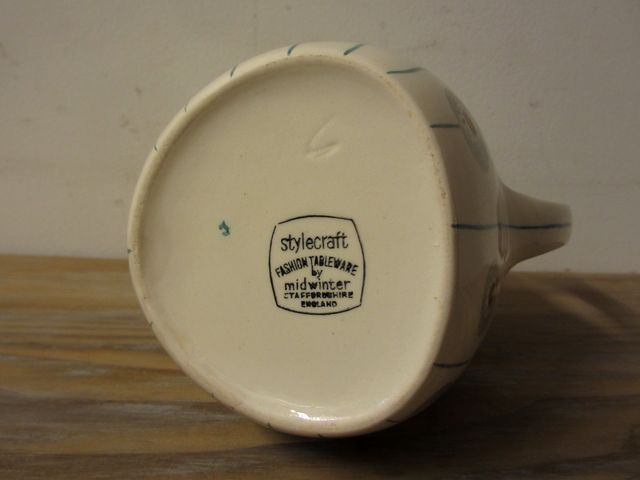 stylecraft
FASHION TABLEWARE
by
midwinter
STAFFORDSHIRE
ENGLAND